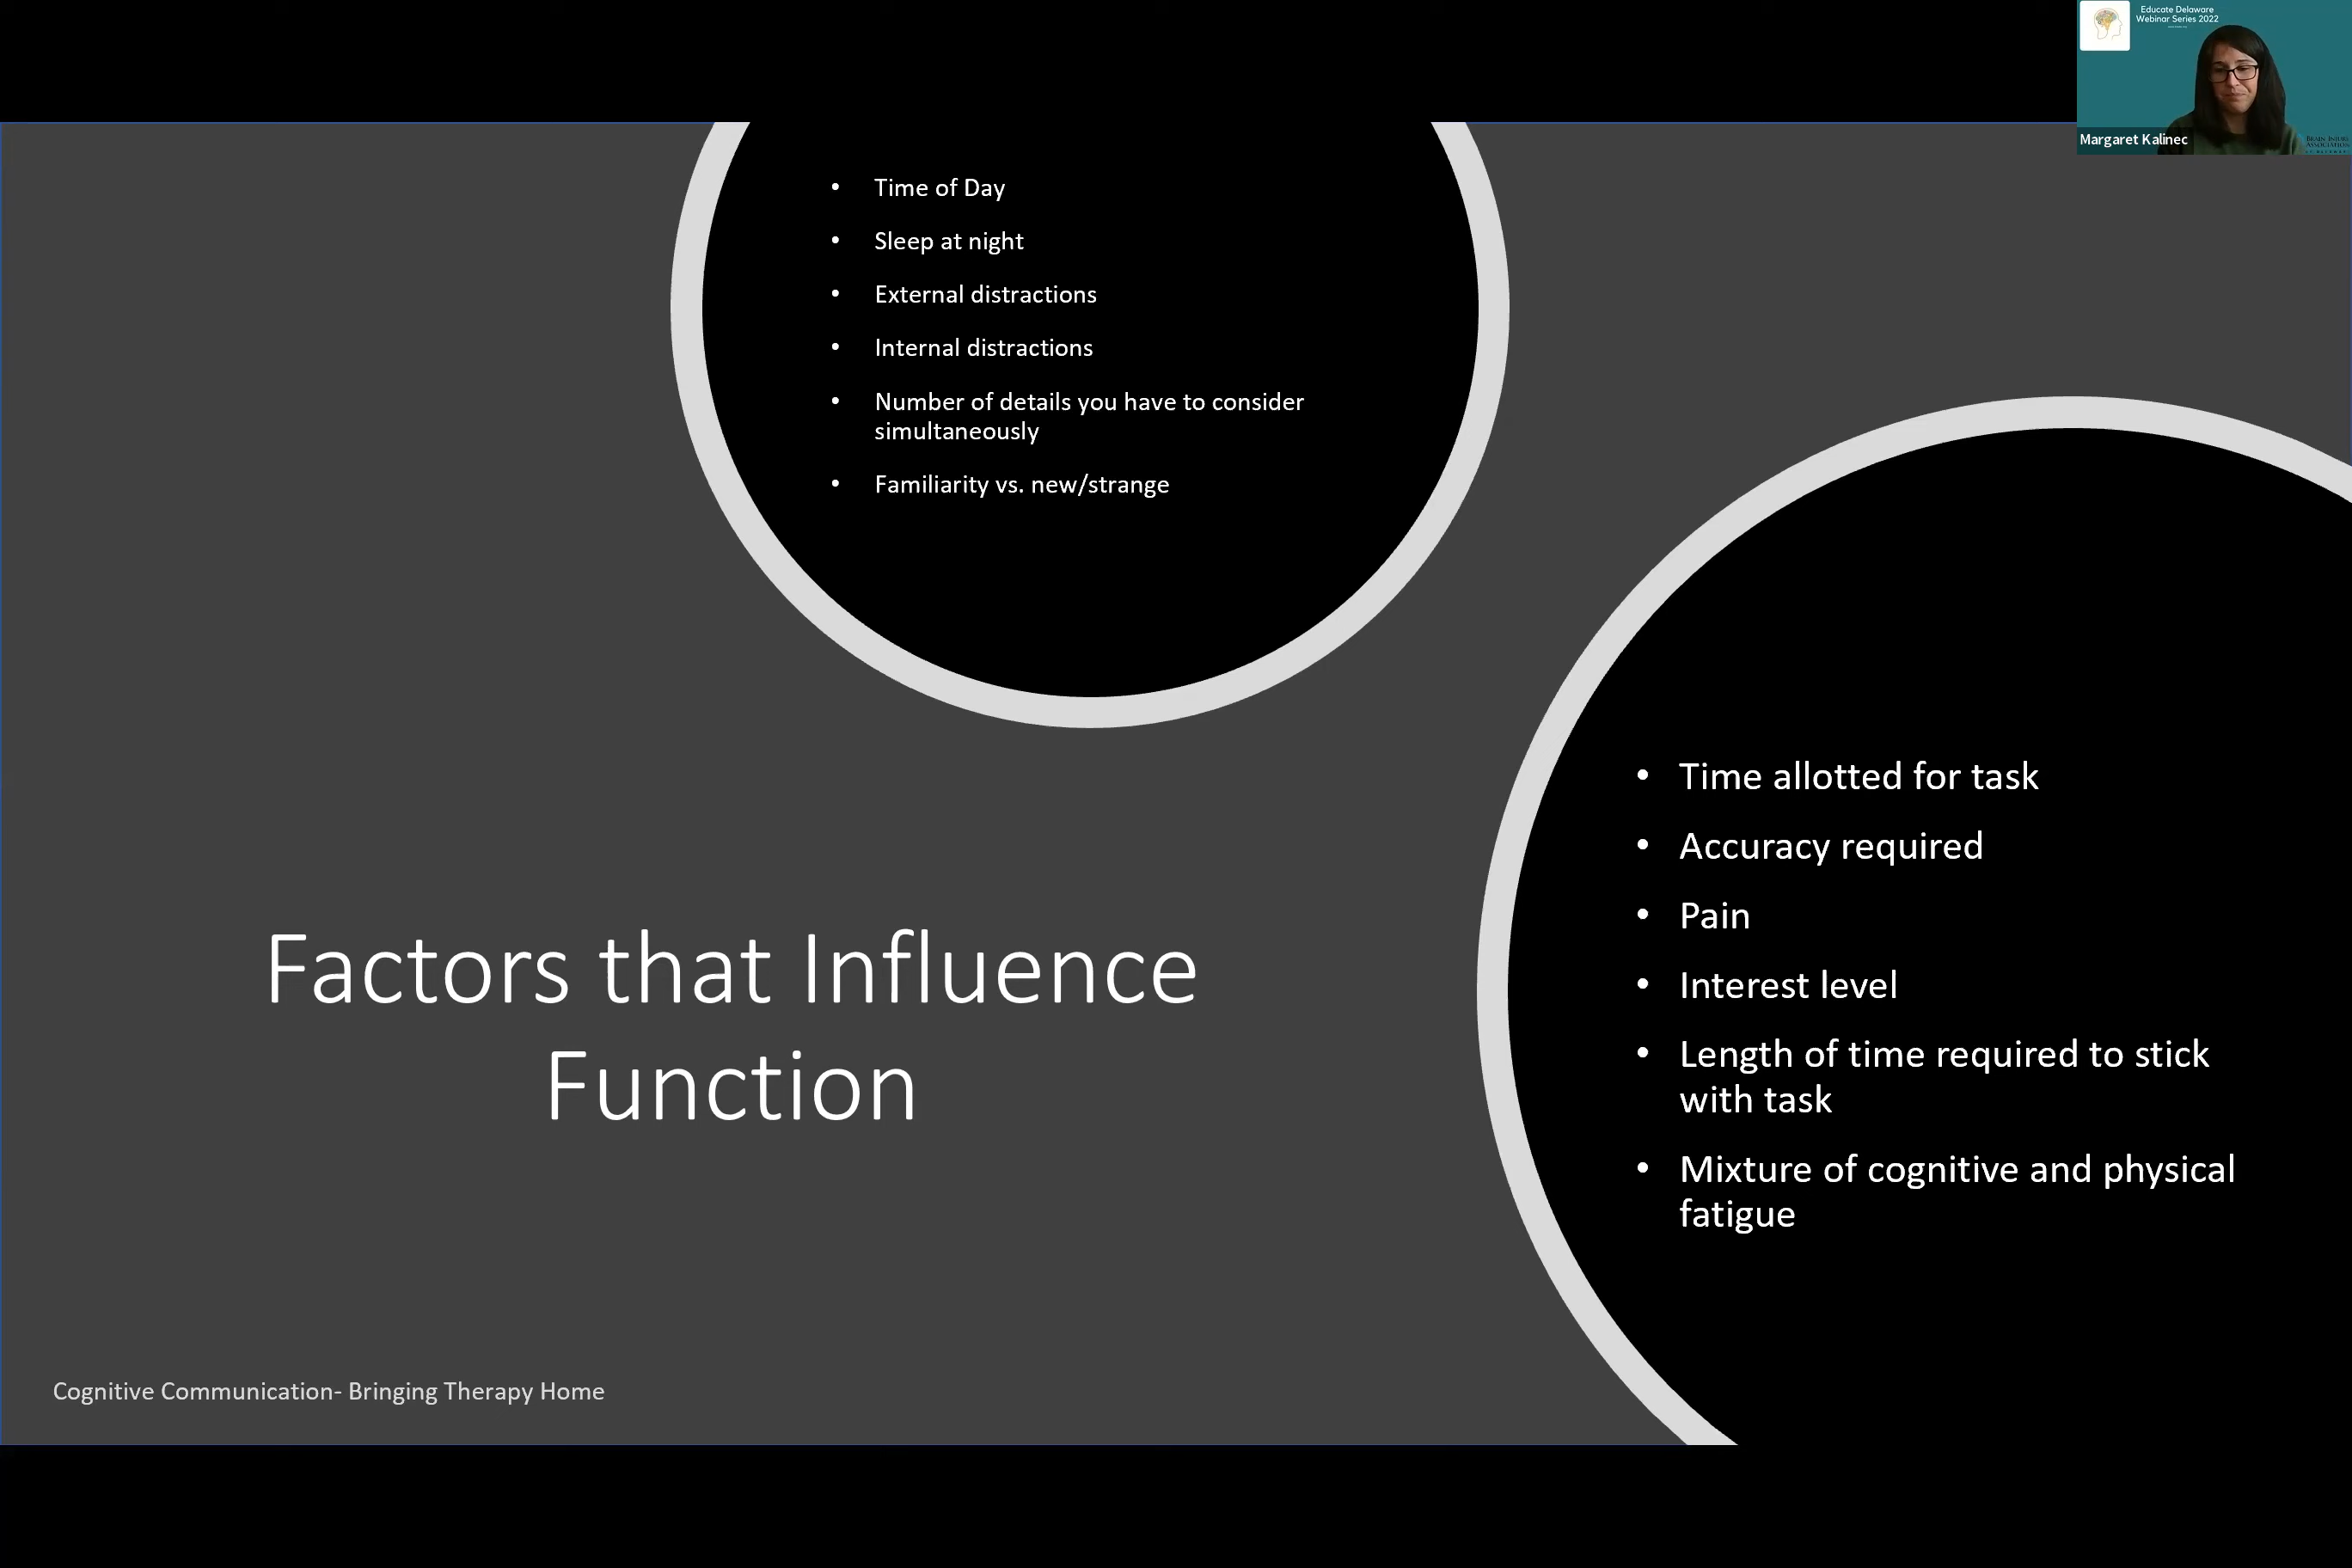 Educate Delaware
Webinar Series 2022
Margaret Kalinec
BRAIN INJURY
ASSOCIATION
• Time of Day
• Sleep at night
• External distractions
• Internal distractions
• Number of details you have to consider
simultaneously
• Familiarity vs. new/strange
• Time allotted for task
• Accuracy required
• Pain
• Interest level
• Length of time required to stick
with task
• Mixture of cognitive and physical
fatigue
Factors that Influence
Function
Cognitive Communication- Bringing Therapy Home